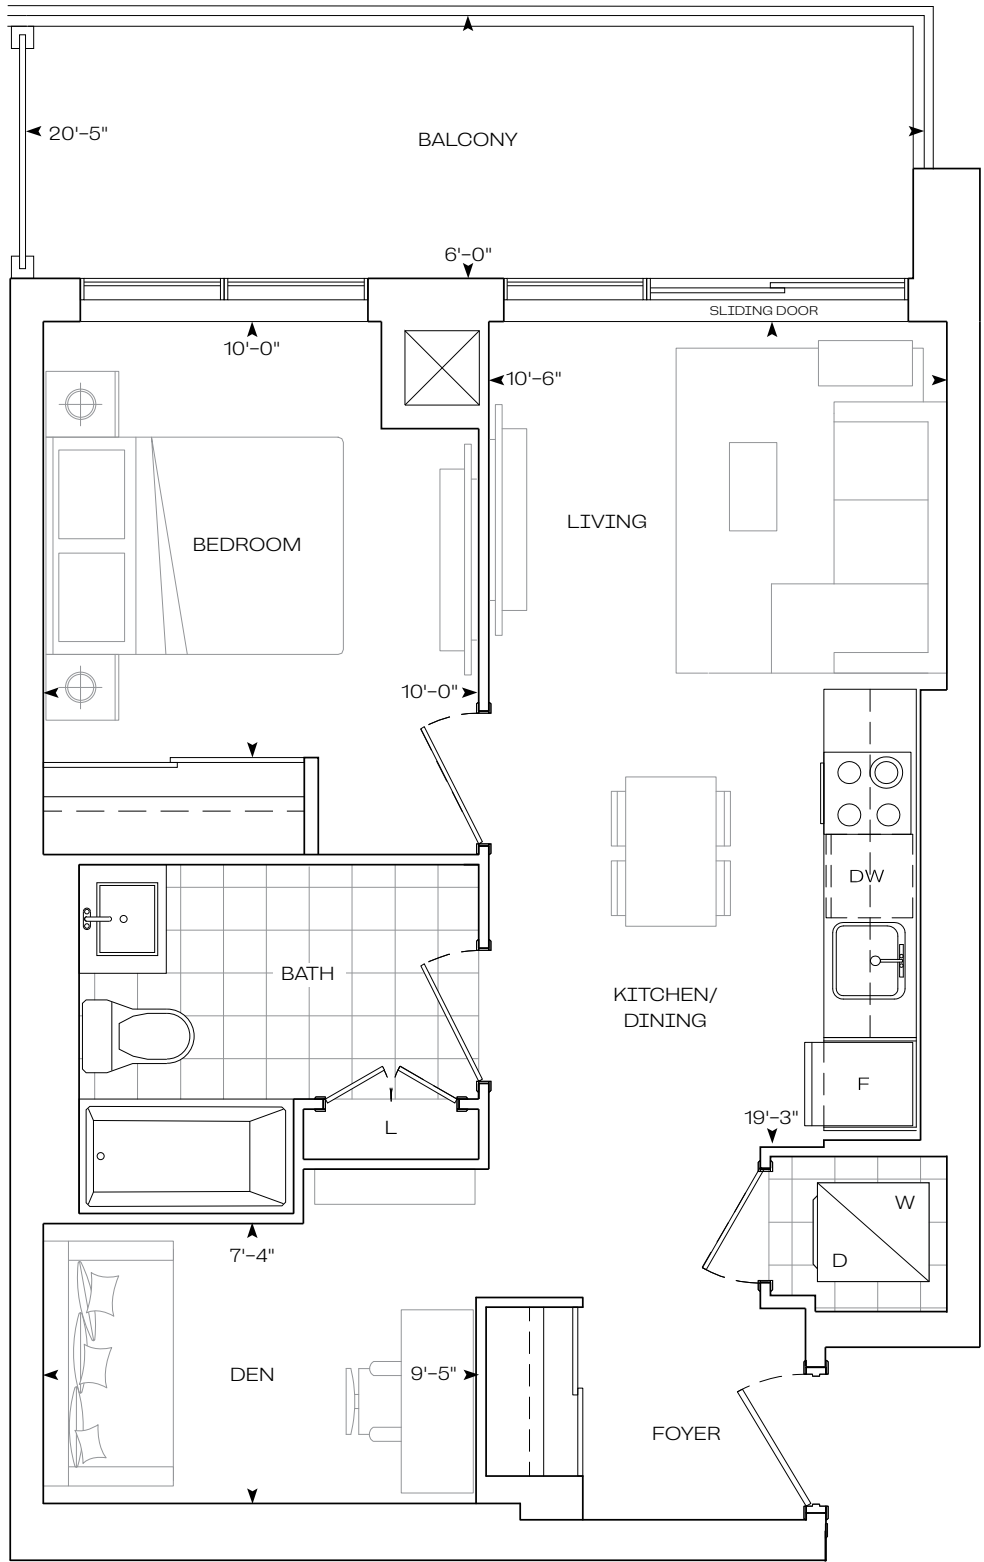 20'-5"
BALCONY
6'-0"
SLIDING DOOR
10'-0"
10'-6"
LIVING
BEDROOM
10'-0"
DW
BATH
KITCHEN/
DINING
F
19'-3"
L
W
7'-4"
D
DEN
9'-5"
FOYER